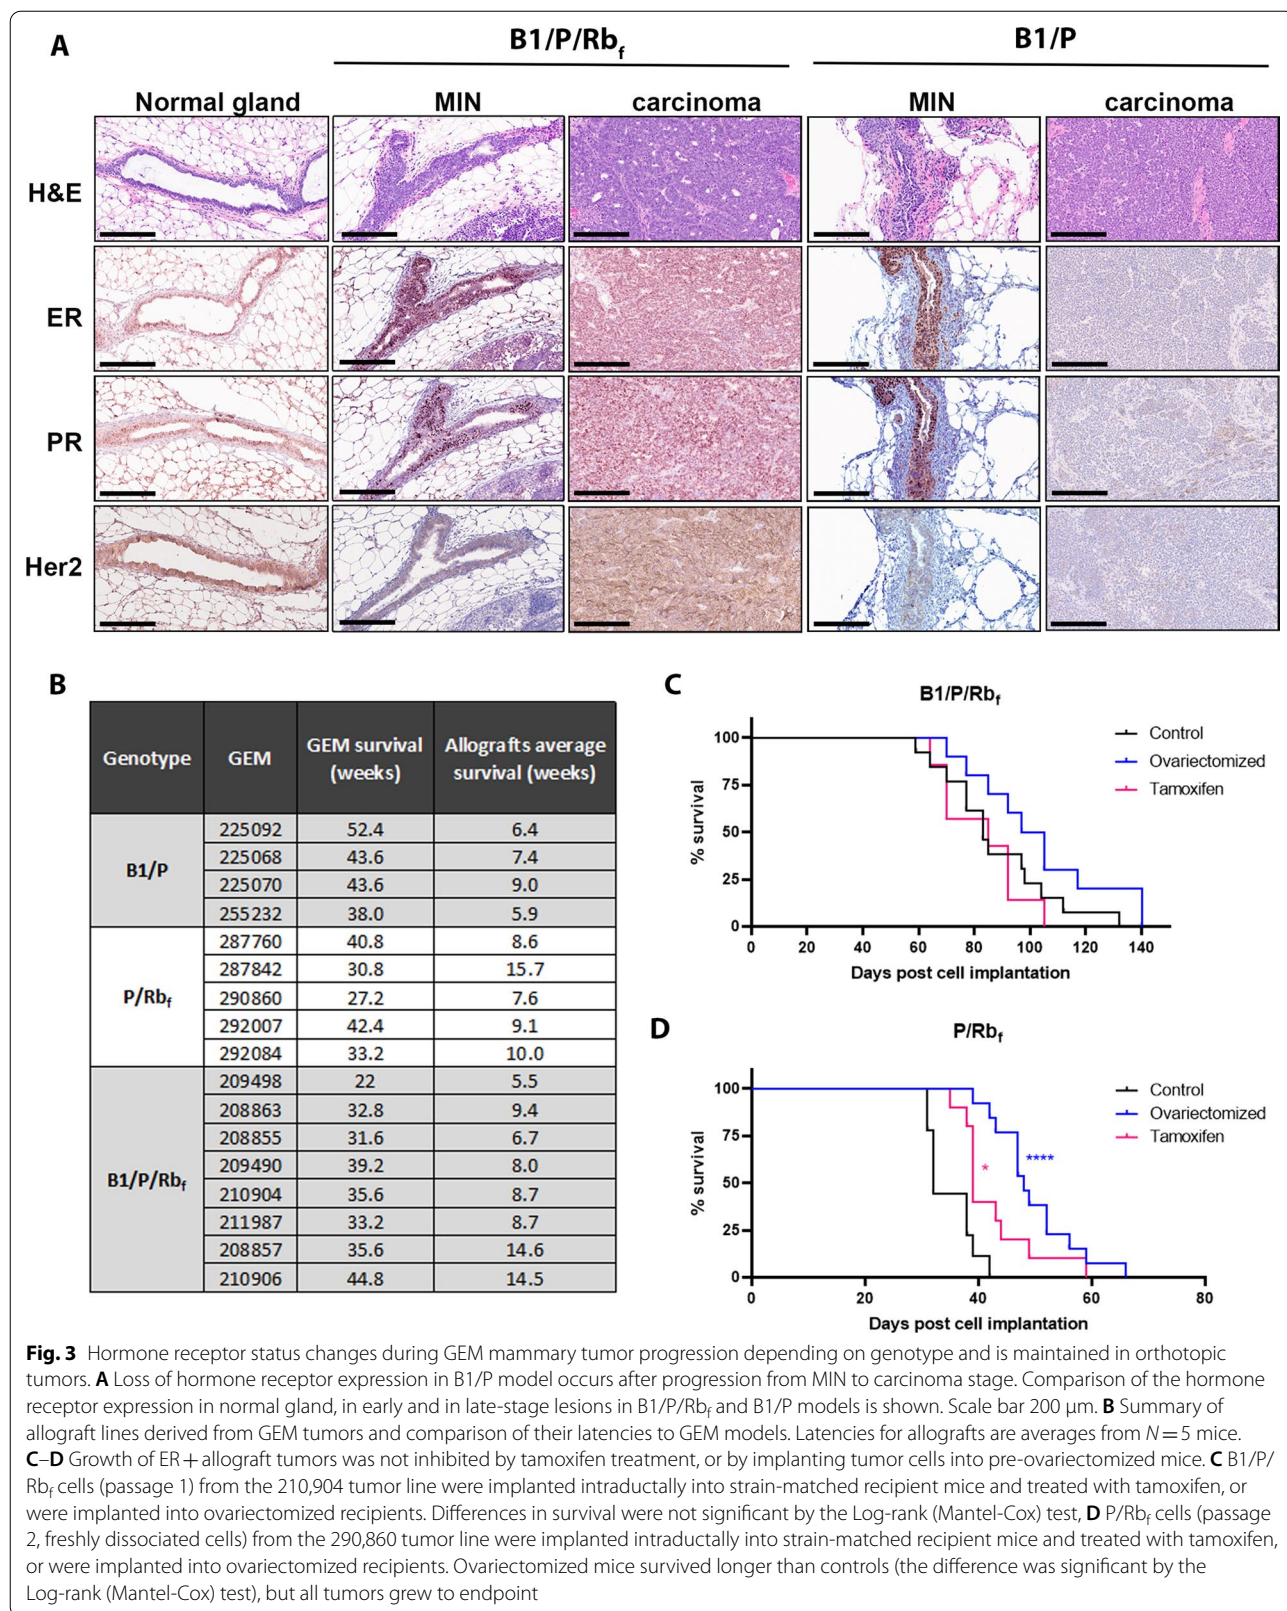 A
B1/P/Rbf
B1/P
Normal gland
MIN
carcinoma
MIN
carcinoma
H&E
ER
PR
Her2
B
Genotype
GEM
GEM survival (weeks)
Allografts average survival (weeks)
B1/P
225092 52.4 6.4
225068 43.6 7.4
225070 43.6 9.0
255232 38.0 5.9
P/Rbf
287760 40.8 8.6
287842 30.8 15.7
290860 27.2 7.6
292007 42.4 9.1
292084 33.2 10.0
B1/P/Rbf
209498 22 5.5
208863 32.8 9.4
208855 31.6 6.7
209490 39.2 8.0
210904 35.6 8.7
211987 33.2 8.7
208857 35.6 14.6
210906 44.8 14.5
C
B1/P/Rbf
Control
Ovariectomized
Tamoxifen
% survival
100
75
50
25
0
0 20 40 60 80 100 120 140
Days post cell implantation
D
P/Rbf
Control
Ovariectomized
Tamoxifen
% survival
100
75
50
25
0
*
****
0 20 40 60 80
Days post cell implantation
Fig. 3 Hormone receptor status changes during GEM mammary tumor progression depending on genotype and is maintained in orthotopic
tumors. A Loss of hormone receptor expression in B1/P model occurs after progression from MIN to carcinoma stage. Comparison of the hormone
receptor expression in normal gland, in early and in late-stage lesions in B1/P/Rbf and B1/P models is shown. Scale bar 200 µm. B Summary of
allograft lines derived from GEM tumors and comparison of their latencies to GEM models. Latencies for allografts are averages from N = 5 mice.
C–D Growth of ER + allograft tumors was not inhibited by tamoxifen treatment, or by implanting tumor cells into pre-ovariectomized mice. C B1/P/
Rbf cells (passage 1) from the 210,904 tumor line were implanted intraductally into strain-matched recipient mice and treated with tamoxifen, or
were implanted into ovariectomized recipients. Differences in survival were not significant by the Log-rank (Mantel-Cox) test, D P/Rbf cells (passage
2, freshly dissociated cells) from the 290,860 tumor line were implanted intraductally into strain-matched recipient mice and treated with tamoxifen,
or were implanted into ovariectomized recipients. Ovariectomized mice survived longer than controls (the difference was significant by the
Log-rank (Mantel-Cox) test), but all tumors grew to endpoint